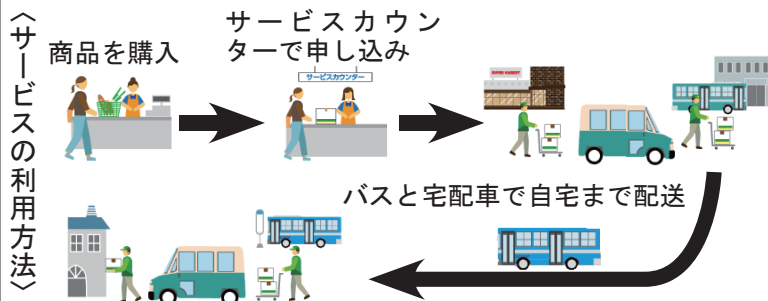 〈サービスの利用方法〉
商品を購入
サービスカウン
ターで申し込み
サービスカウンター
SUPER MARKET
バスと宅配車で自宅まで配送